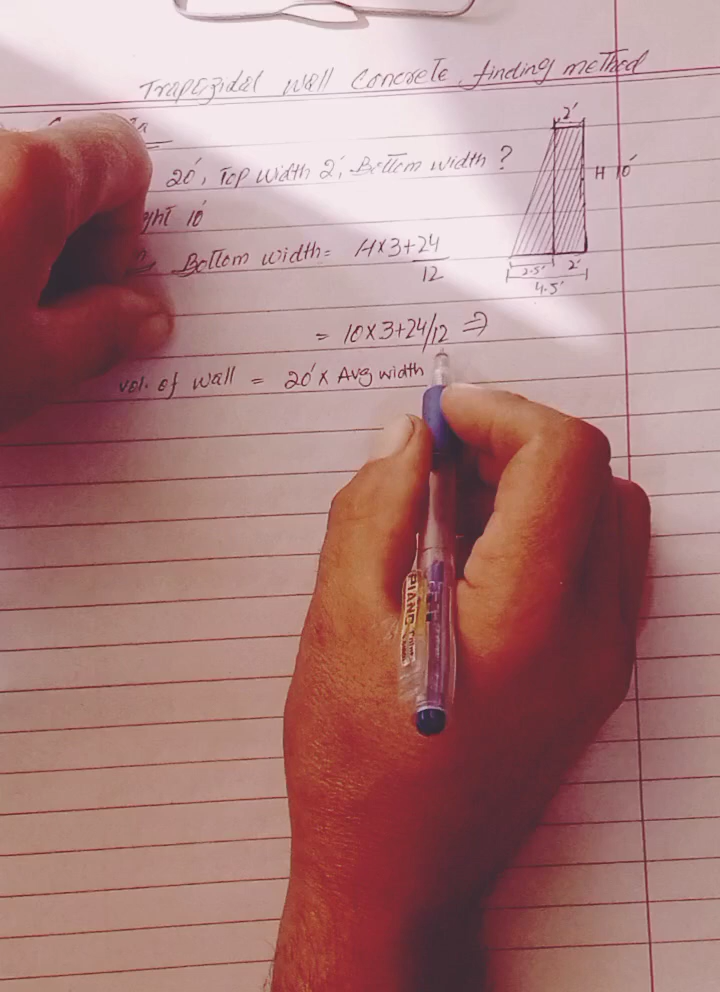 Trapezidal Wall Concrete finding method
20', Top width 2', Bottom width ?
ght 10'
Bottom width = H×3+24
12
= 10×3+24/12 ⇒
vol. of wall = 20' × Avg width
2'
H 10'
2.5' 2'
4.5'
PIANO